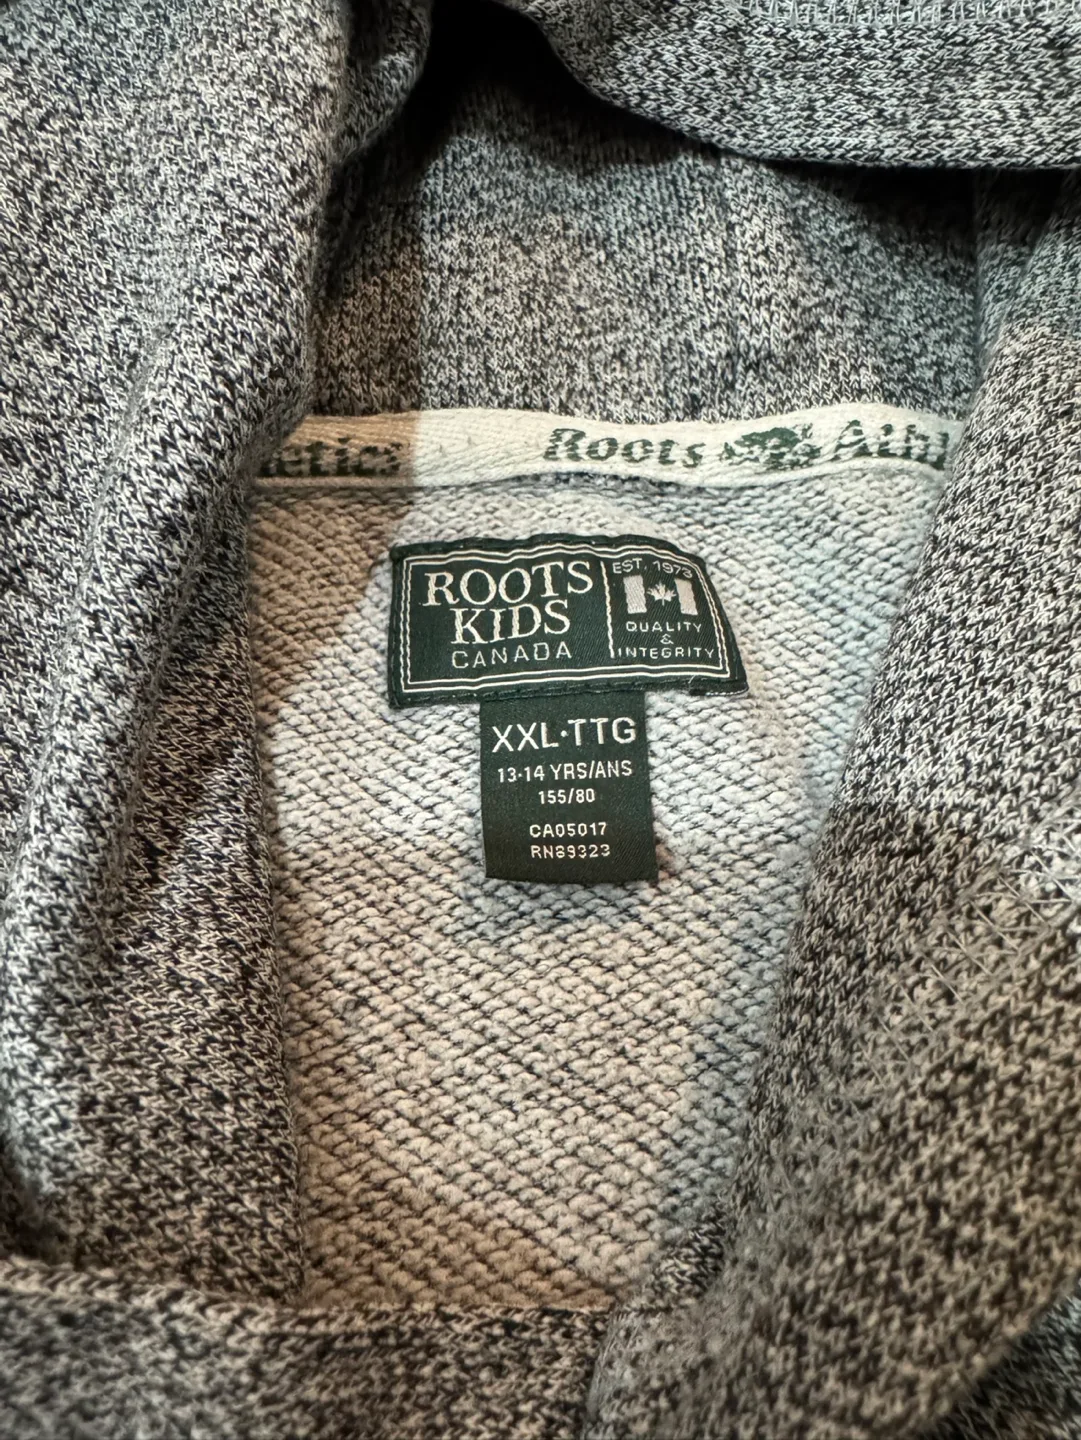 letics Roots Athl
ROOTS
KIDS
CANADA
EST. 1973
QUALITY
&
INTEGRITY
XXL·TTG
13-14 YRS/ANS
155/80
CA05017
RN89323